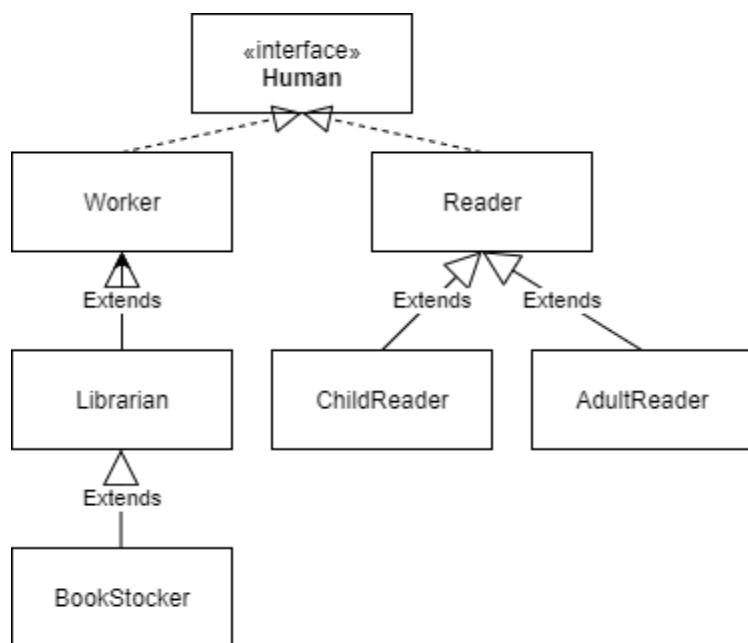 «interface»
Human
Worker
Reader
Extends
Extends
Extends
Librarian
ChildReader
AdultReader
Extends
BookStocker